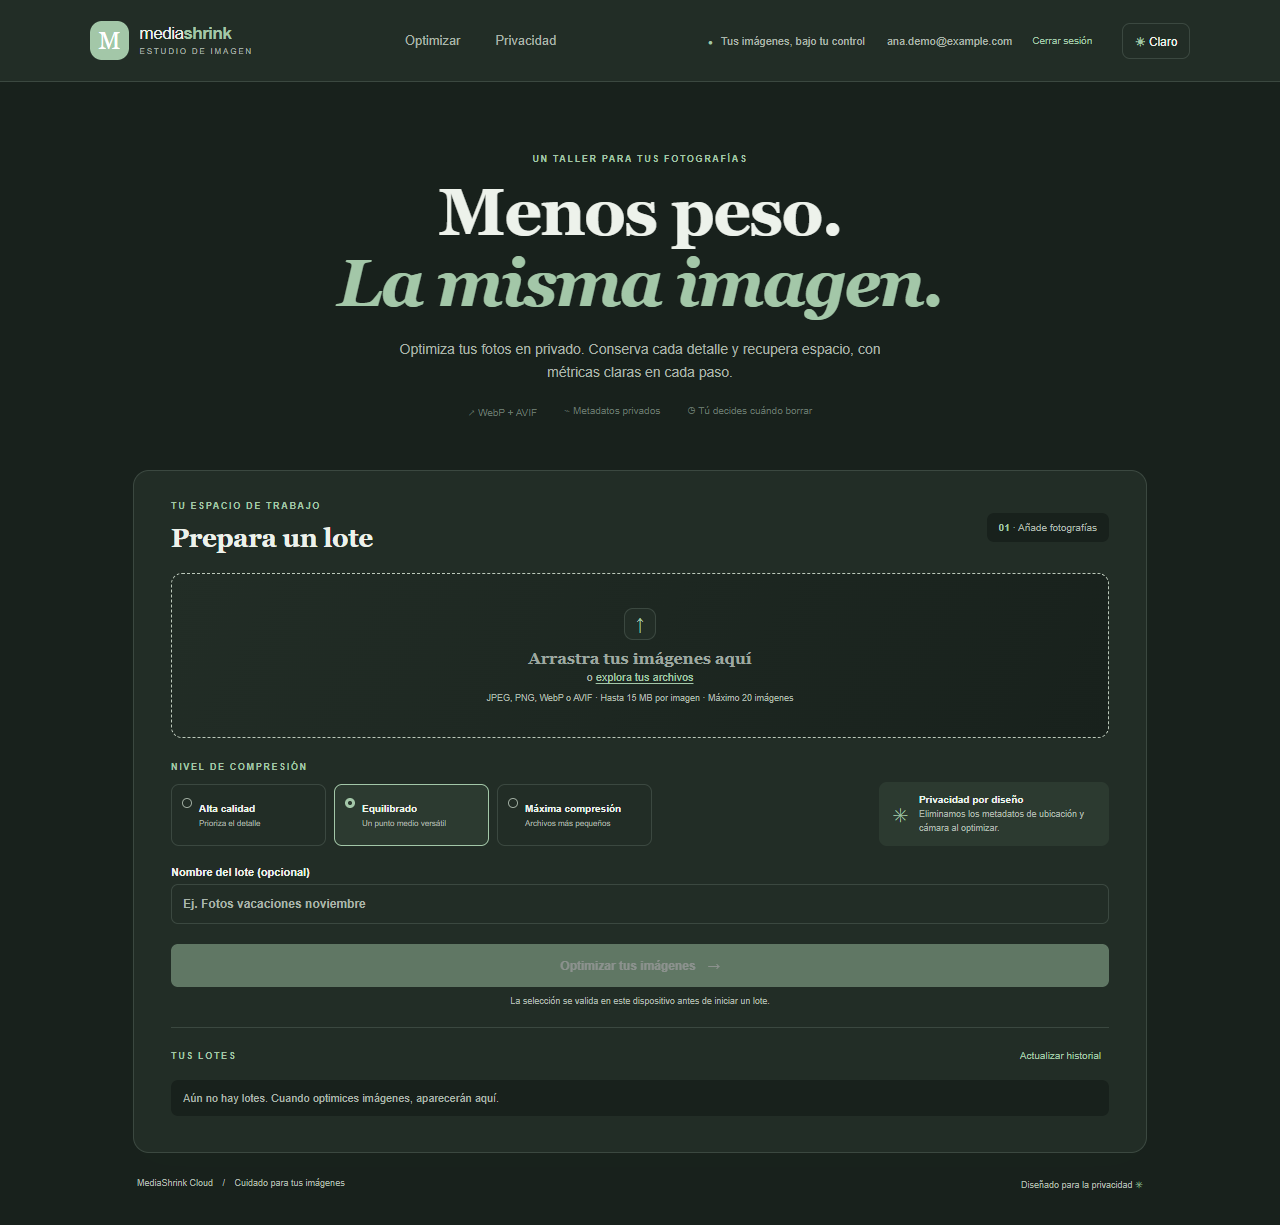 M
mediashrink
ESTUDIO DE IMAGEN
Optimizar
Privacidad
Tus imágenes, bajo tu control
ana.demo@example.com
Cerrar sesión
Claro
UN TALLER PARA TUS FOTOGRAFÍAS
Menos peso.
La misma imagen.
Optimiza tus fotos en privado. Conserva cada detalle y recupera espacio, con
métricas claras en cada paso.
WebP + AVIF
Metadatos privados
Tú decides cuándo borrar
TU ESPACIO DE TRABAJO
Prepara un lote
01 · Añade fotografías
↑
Arrastra tus imágenes aquí
o explora tus archivos
JPEG, PNG, WebP o AVIF · Hasta 15 MB por imagen · Máximo 20 imágenes
NIVEL DE COMPRESIÓN
Alta calidad
Prioriza el detalle
Equilibrado
Un punto medio versátil
Máxima compresión
Archivos más pequeños
Privacidad por diseño
Eliminamos los metadatos de ubicación y
cámara al optimizar.
Nombre del lote (opcional)
Ej. Fotos vacaciones noviembre
Optimizar tus imágenes →
La selección se valida en este dispositivo antes de iniciar un lote.
TUS LOTES
Actualizar historial
Aún no hay lotes. Cuando optimices imágenes, aparecerán aquí.
MediaShrink Cloud / Cuidado para tus imágenes
Diseñado para la privacidad ✳